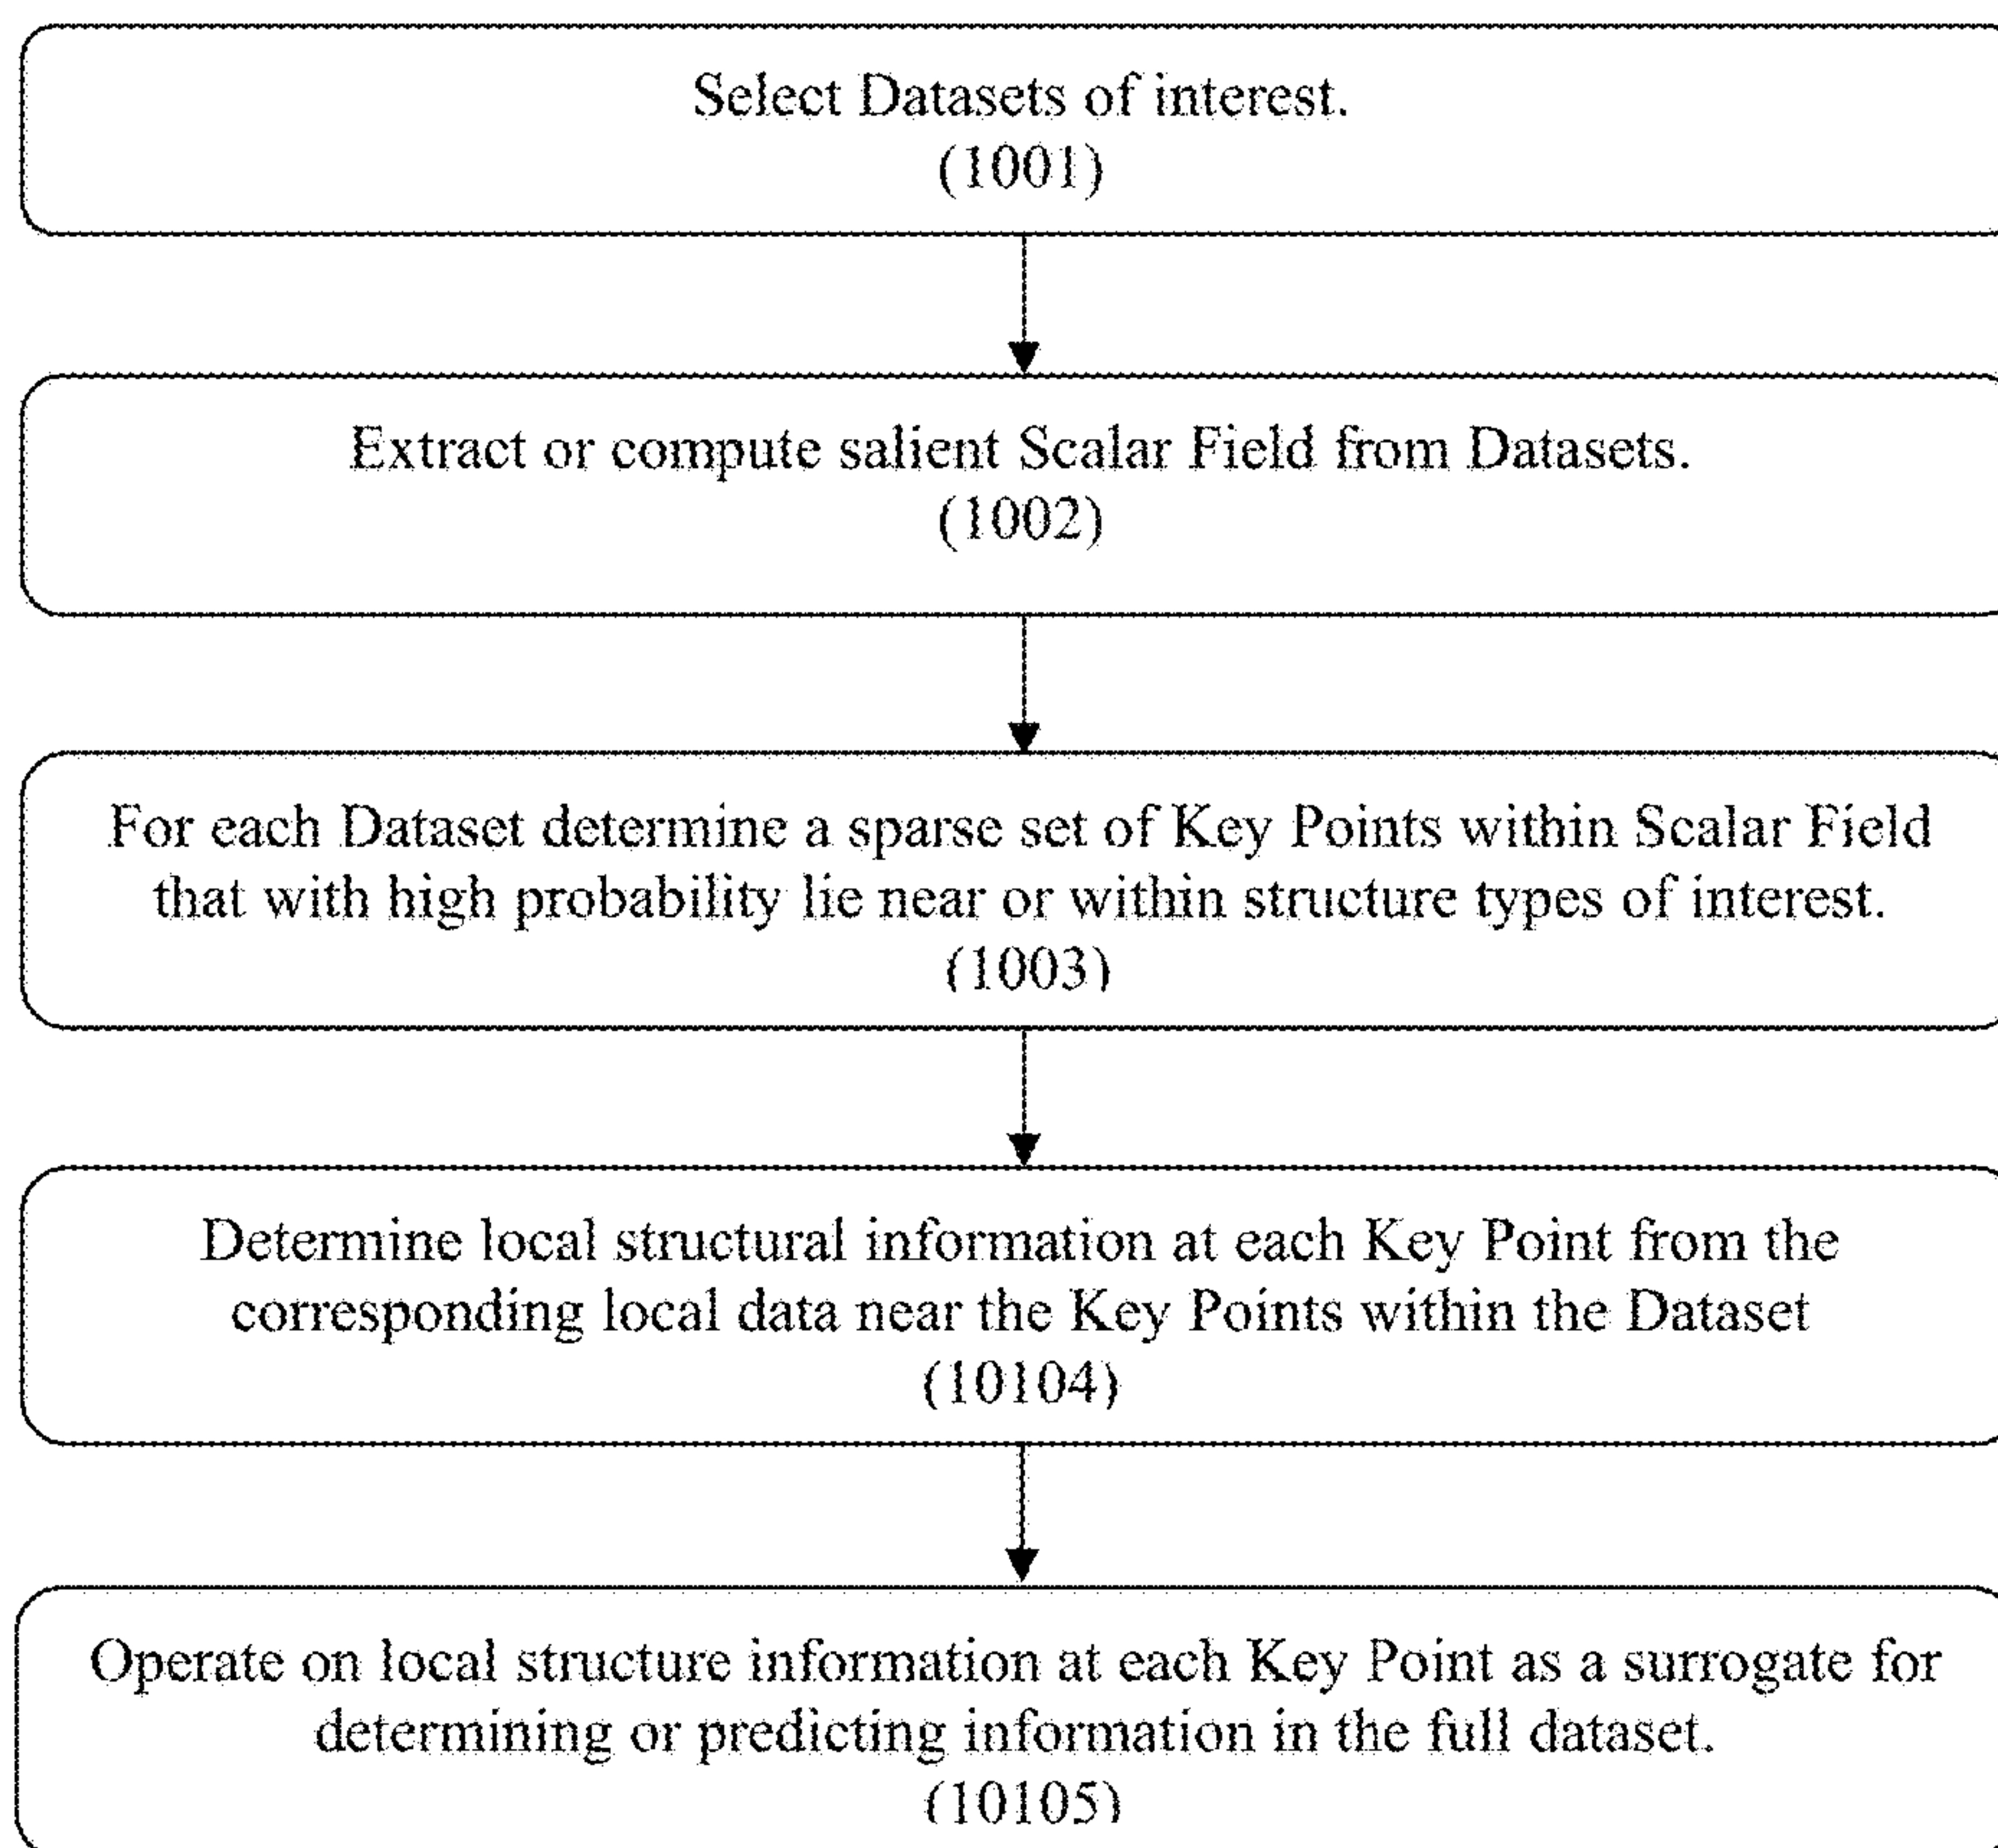 Select Datasets of interest.
(1001)
Extract or compute salient Scalar Field from Datasets.
(1002)
For each Dataset determine a sparse set of Key Points within Scalar Field
that with high probability lie near or within structure types of interest.
(1003)
Determine local structural information at each Key Point from the
corresponding local data near the Key Points within the Dataset
(10104)
Operate on local structure information at each Key Point as a surrogate for
determining or predicting information in the full dataset.
(10105)